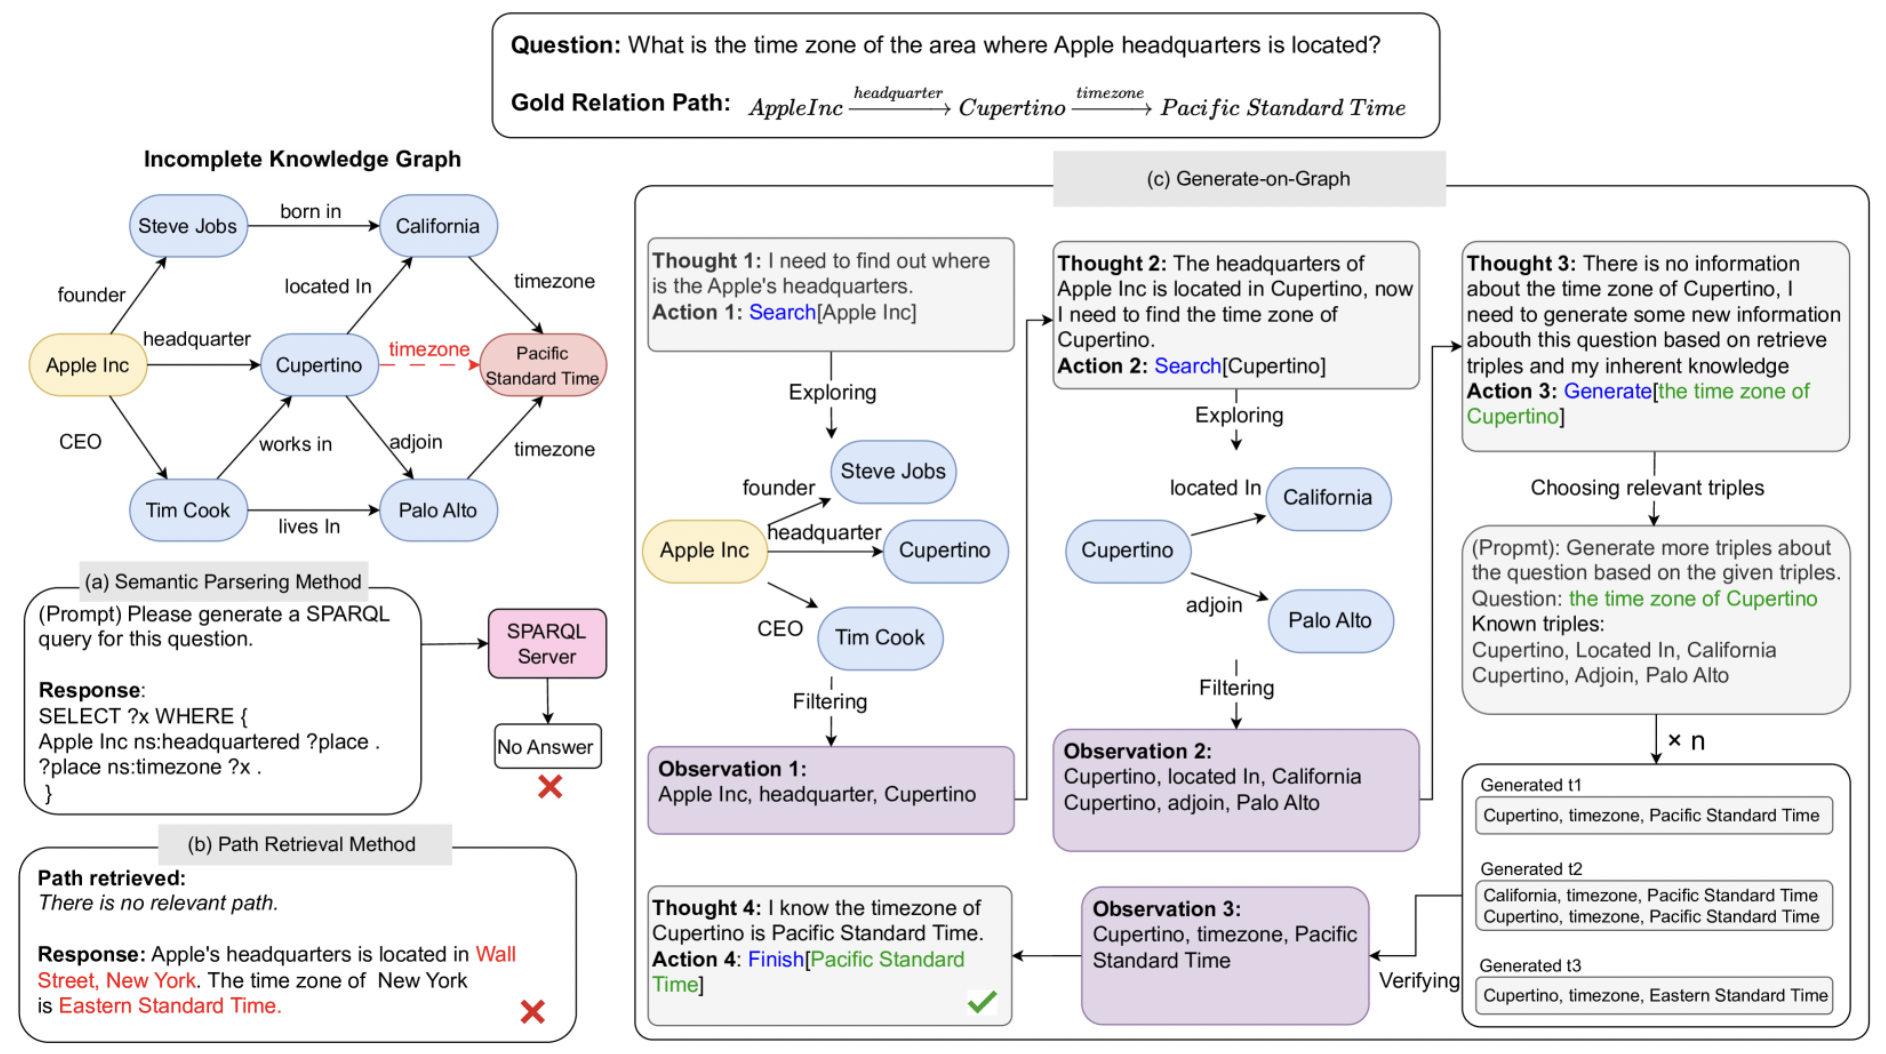 Question: What is the time zone of the area where Apple headquarters is located?
Gold Relation Path: AppleInc headquarter Cupertino timezone Pacific Standard Time
Incomplete Knowledge Graph
Steve Jobs
born in
California
founder
located In
timezone
Apple Inc
headquarter
Cupertino
timezone
Pacific
Standard Time
CEO
works in
adjoin
timezone
Tim Cook
lives In
Palo Alto
(a) Semantic Parsering Method
(Prompt) Please generate a SPARQL
query for this question.
Response:
SELECT ?x WHERE {
Apple Inc ns:headquartered ?place .
?place ns:timezone ?x .
}
SPARQL
Server
No Answer
(b) Path Retrieval Method
Path retrieved:
There is no relevant path.
Response: Apple's headquarters is located in Wall
Street, New York. The time zone of New York
is Eastern Standard Time.
(c) Generate-on-Graph
Thought 1: I need to find out where
is the Apple's headquarters.
Action 1: Search[Apple Inc]
Exploring
Steve Jobs
founder
Apple Inc
headquarter
Cupertino
CEO
Tim Cook
Filtering
Observation 1:
Apple Inc, headquarter, Cupertino
Thought 2: The headquarters of
Apple Inc is located in Cupertino, now
I need to find the time zone of
Cupertino.
Action 2: Search[Cupertino]
Exploring
located In
California
Cupertino
adjoin
Palo Alto
Filtering
Observation 2:
Cupertino, located In, California
Cupertino, adjoin, Palo Alto
Thought 3: There is no information
about the time zone of Cupertino, I
need to generate some new information
abouth this question based on retrieve
triples and my inherent knowledge
Action 3: Generate[the time zone of
Cupertino]
Choosing relevant triples
(Propmt): Generate more triples about
the question based on the given triples.
Question: the time zone of Cupertino
Known triples:
Cupertino, Located In, California
Cupertino, Adjoin, Palo Alto
× n
Generated t1
Cupertino, timezone, Pacific Standard Time
Generated t2
California, timezone, Pacific Standard Time
Cupertino, timezone, Pacific Standard Time
Generated t3
Cupertino, timezone, Eastern Standard Time
Verifying
Observation 3:
Cupertino, timezone, Pacific
Standard Time
Thought 4: I know the timezone of
Cupertino is Pacific Standard Time.
Action 4: Finish[Pacific Standard
Time]